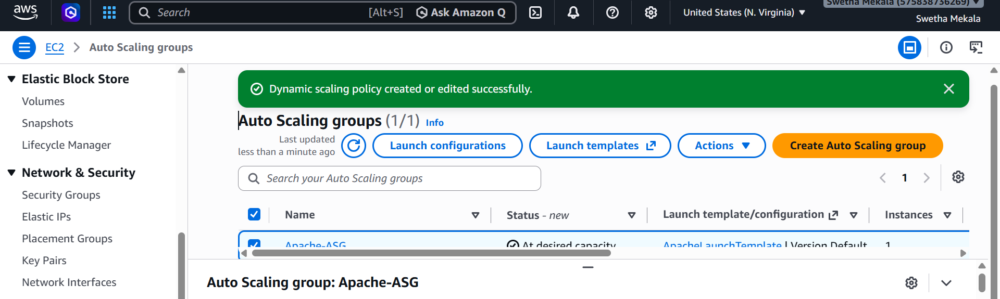 aws
Search
[Alt+S]
Ask Amazon Q
United States (N. Virginia)
Swetha Mekala (575838736269)
Swetha Mekala
EC2
Auto Scaling groups
Elastic Block Store
Volumes
Snapshots
Lifecycle Manager
Network & Security
Security Groups
Elastic IPs
Placement Groups
Key Pairs
Network Interfaces
Dynamic scaling policy created or edited successfully.
Auto Scaling groups (1/1) Info
Last updated
less than a minute ago
Launch configurations
Launch templates
Actions
Create Auto Scaling group
Search your Auto Scaling groups
1
Name
Status - new
Launch template/configuration
Instances
Apache-ASG
At desired capacity
ApacheLaunchTemplate | Version Default
1
Auto Scaling group: Apache-ASG